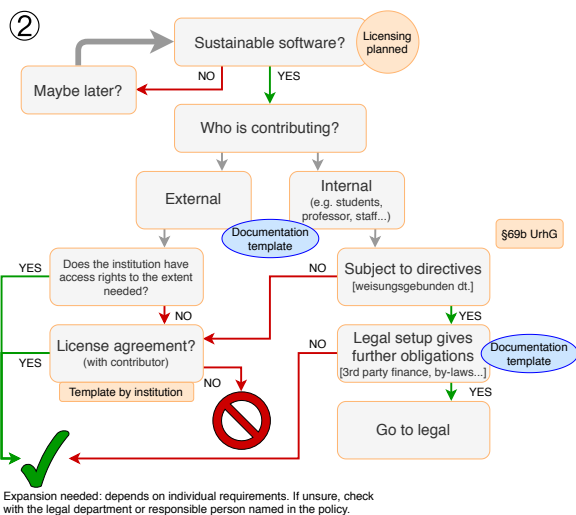 2
Sustainable software?
Licensing
planned
NO
YES
Maybe later?
Who is contributing?
External
Internal
(e.g. students,
professor, staff...)
Documentation
template
§69b UrhG
YES
Does the institution have
access rights to the extent
needed?
NO
Subject to directives
[weisungsgebunden dt.]
NO
YES
YES
License agreement?
(with contributor)
NO
Template by institution
NO
Legal setup gives
further obligations
[3rd party finance, by-laws...]
Documentation
template
YES
Go to legal
Expansion needed: depends on individual requirements. If unsure, check
with the legal department or responsible person named in the policy.